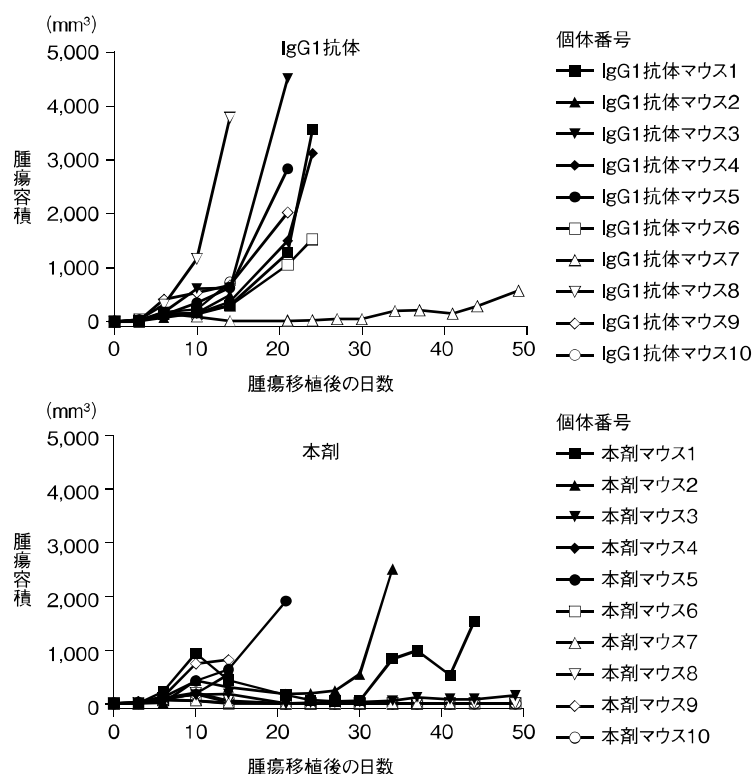 (mm³)
IgG1抗体
5,000
4,000
3,000
2,000
1,000
0
腫瘍容積
0
10
20
30
40
50
腫瘍移植後の日数
個体番号
IgG1抗体マウス1
IgG1抗体マウス2
IgG1抗体マウス3
IgG1抗体マウス4
IgG1抗体マウス5
IgG1抗体マウス6
IgG1抗体マウス7
IgG1抗体マウス8
IgG1抗体マウス9
IgG1抗体マウス10
(mm³)
本剤
5,000
4,000
3,000
2,000
1,000
0
腫瘍容積
0
10
20
30
40
50
腫瘍移植後の日数
個体番号
本剤マウス1
本剤マウス2
本剤マウス3
本剤マウス4
本剤マウス5
本剤マウス6
本剤マウス7
本剤マウス8
本剤マウス9
本剤マウス10